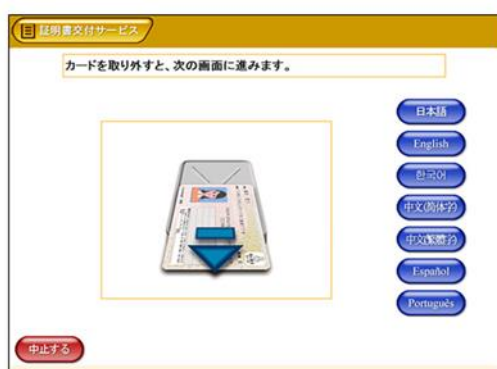 証明書交付サービス
カードを取り外すと、次の画面に進みます。
日本語
English
한국어
中文(简体字)
中文(繁體字)
Español
Português
中止する